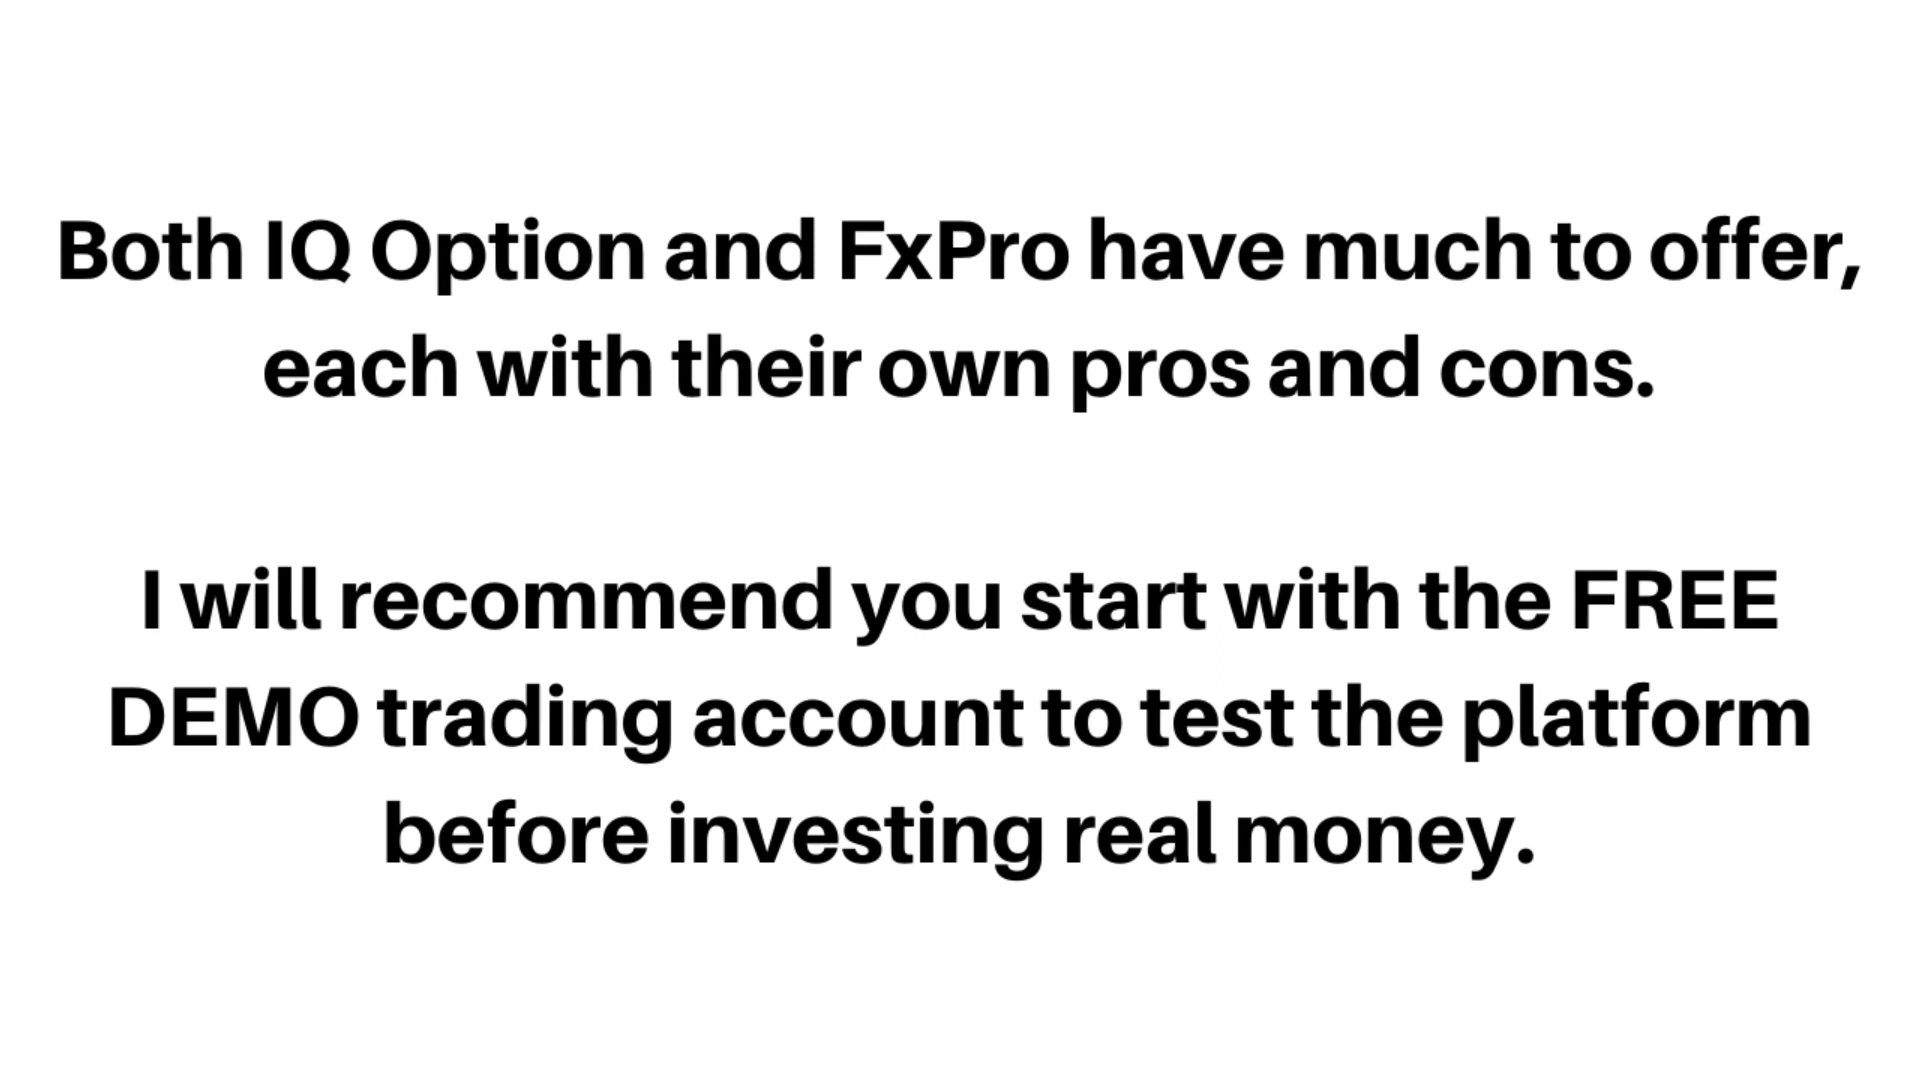 Both IQ Option and FxPro have much to offer,
each with their own pros and cons.
I will recommend you start with the FREE
DEMO trading account to test the platform
before investing real money.